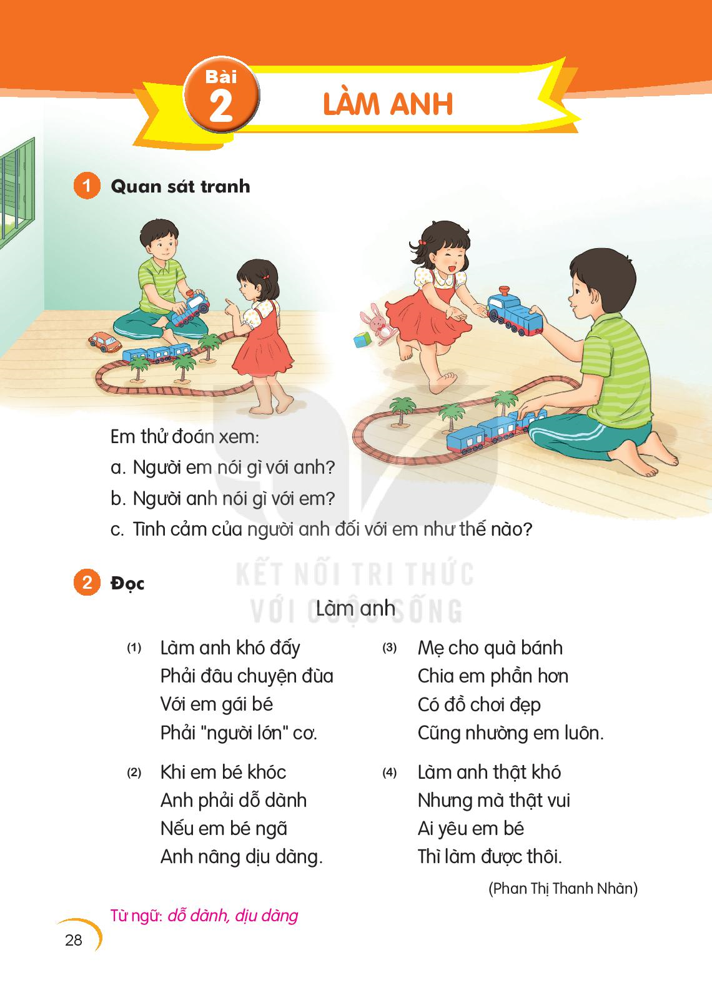 Bài
2
LÀM ANH
1 Quan sát tranh
Em thử đoán xem:
a. Người em nói gì với anh?
b. Người anh nói gì với em?
c. Tình cảm của người anh đối với em như thế nào?
KẾT NỐI TRI THỨC
VỚI CUỘC SỐNG
2 Đọc
Làm anh
(1) Làm anh khó đấy
Phải đâu chuyện đùa
Với em gái bé
Phải "người lớn" cơ.
(2) Khi em bé khóc
Anh phải dỗ dành
Nếu em bé ngã
Anh nâng dịu dàng.
(3) Mẹ cho quà bánh
Chia em phần hơn
Có đồ chơi đẹp
Cũng nhường em luôn.
(4) Làm anh thật khó
Nhưng mà thật vui
Ai yêu em bé
Thì làm được thôi.
(Phan Thị Thanh Nhàn)
Từ ngữ: dỗ dành, dịu dàng
28